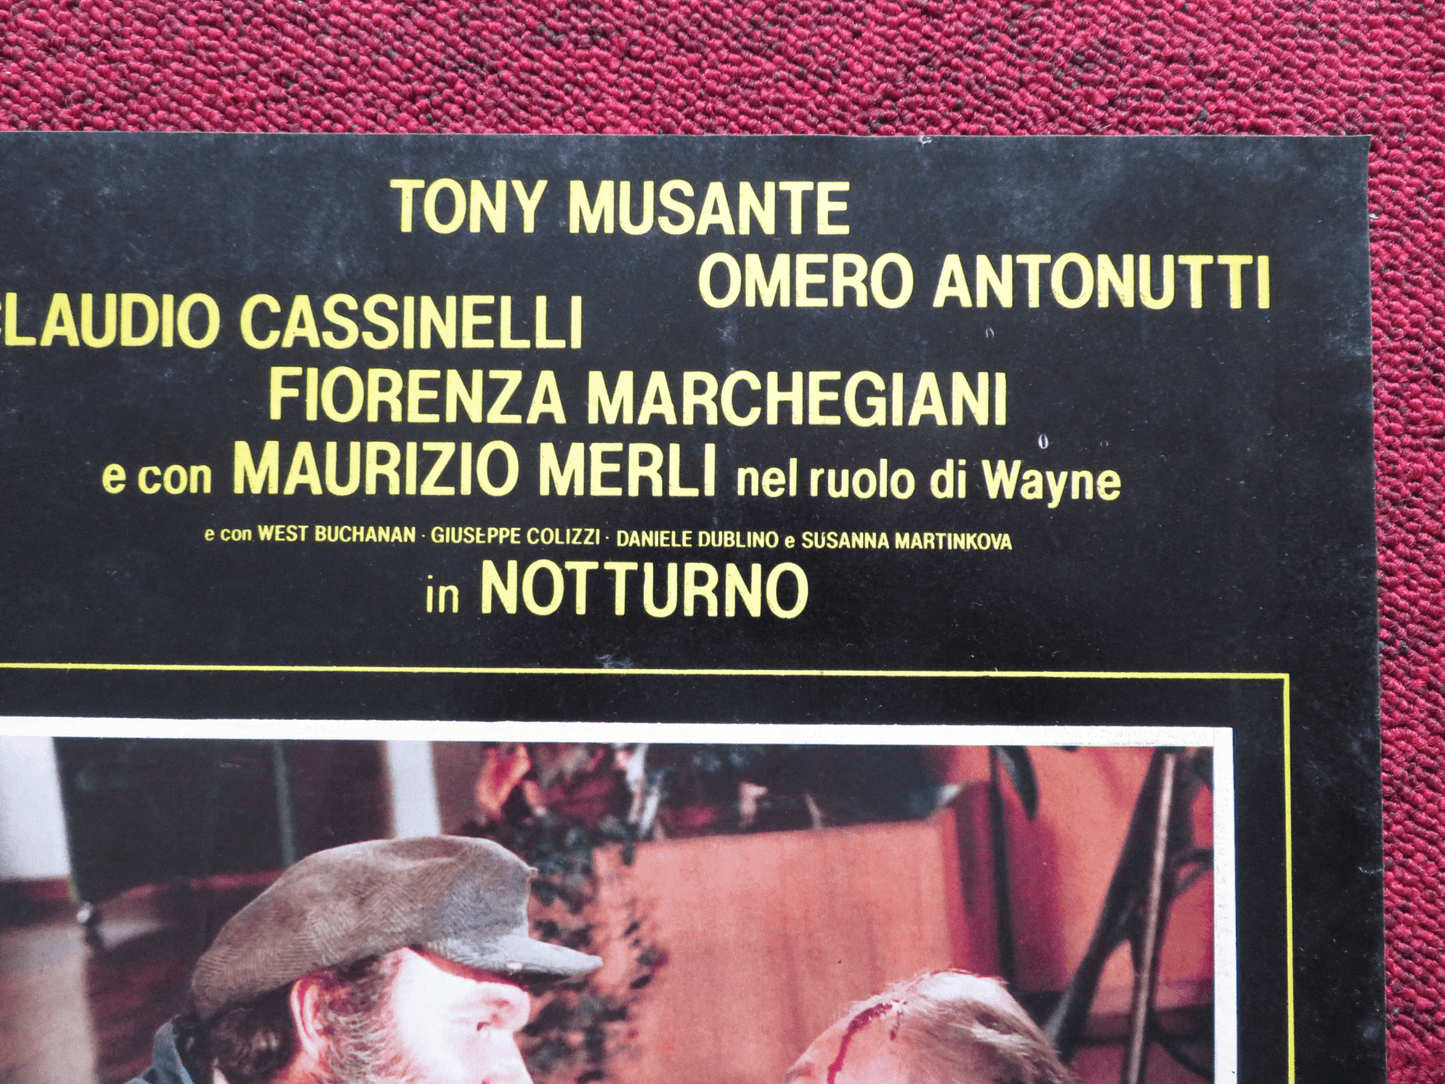 TONY MUSANTE
OMERO ANTONUTTI
CLAUDIO CASSINELLI
FIORENZA MARCHEGIANI
e con MAURIZIO MERLI nel ruolo di Wayne
e con WEST BUCHANAN · GIUSEPPE COLIZZI · DANIELE DUBLINO e SUSANNA MARTINKOVA
in NOTTURNO